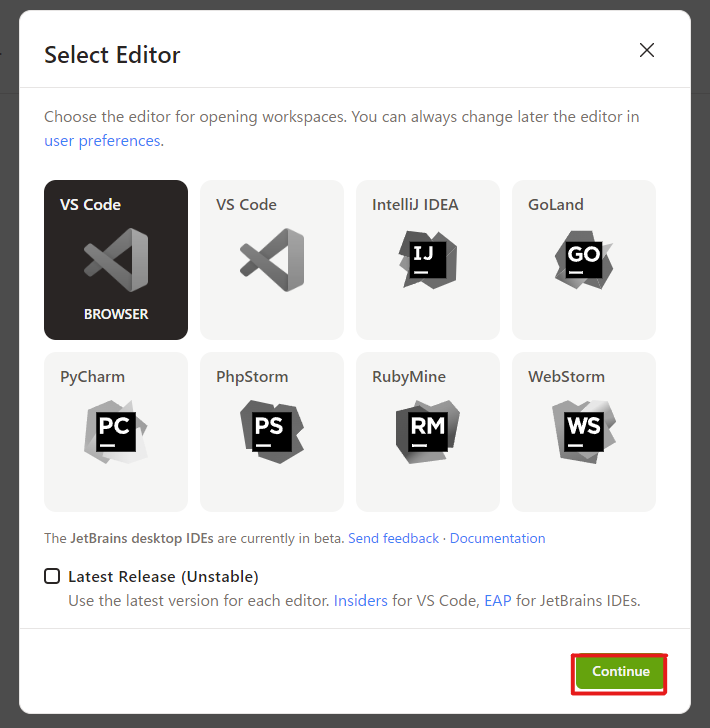 Select Editor
Choose the editor for opening workspaces. You can always change later the editor in
user preferences.
VS Code
BROWSER
VS Code
IntelliJ IDEA
IJ
GoLand
GO
PyCharm
PC
PhpStorm
PS
RubyMine
RM
WebStorm
WS
The JetBrains desktop IDEs are currently in beta. Send feedback · Documentation
Latest Release (Unstable)
Use the latest version for each editor. Insiders for VS Code, EAP for JetBrains IDEs.
Continue